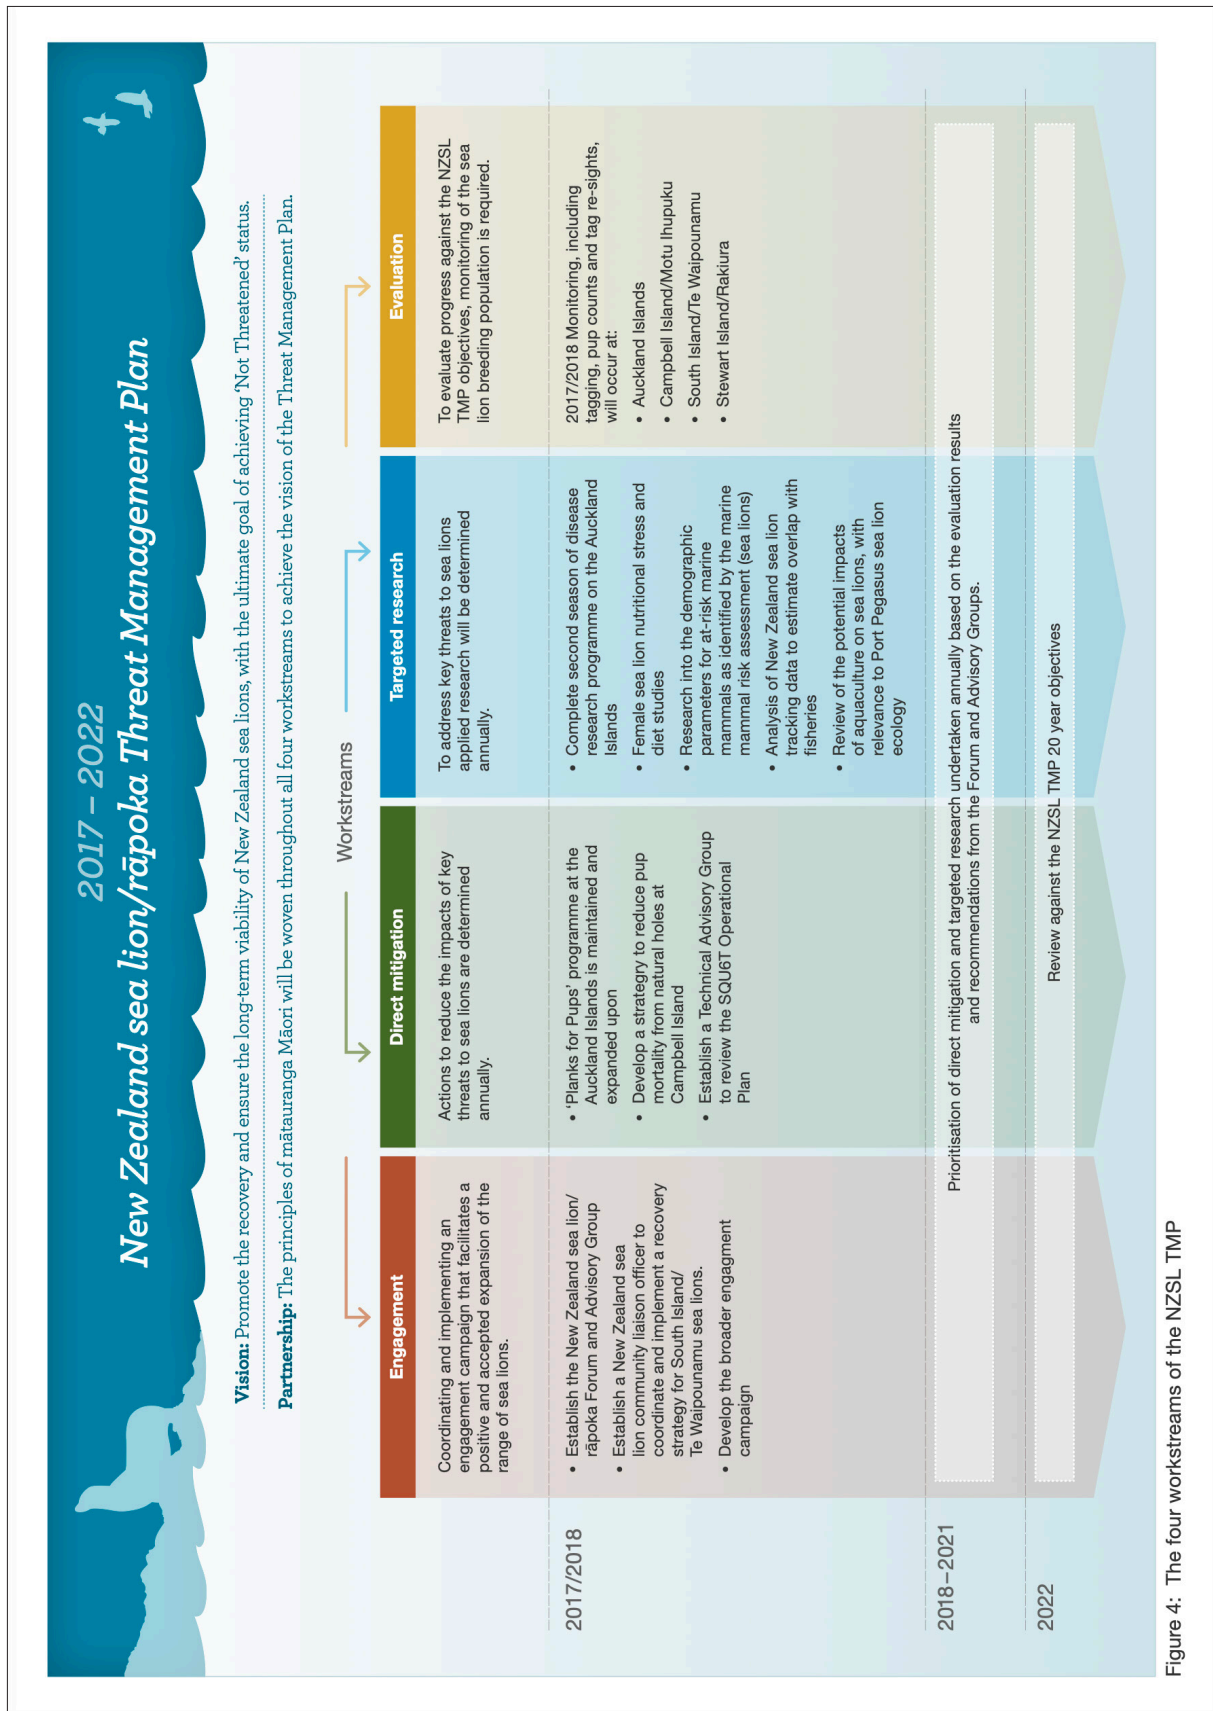 2017 – 2022
New Zealand sea lion/rāpoka Threat Management Plan
Vision: Promote the recovery and ensure the long-term viability of New Zealand sea lions, with the ultimate goal of achieving ‘Not Threatened’ status.
Partnership: The principles of mātauranga Māori will be woven throughout all four workstreams to achieve the vision of the Threat Management Plan.
Workstreams
Engagement
Coordinating and implementing an
engagement campaign that facilitates a
positive and accepted expansion of the
range of sea lions.
Direct mitigation
Actions to reduce the impacts of key
threats to sea lions are determined
annually.
Targeted research
To address key threats to sea lions
applied research will be determined
annually.
Evaluation
To evaluate progress against the NZSL
TMP objectives, monitoring of the sea
lion breeding population is required.
2017/2018
• Establish the New Zealand sea lion/
rāpoka Forum and Advisory Group
• Establish a New Zealand sea
lion community liaison officer to
coordinate and implement a recovery
strategy for South Island/
Te Waipounamu sea lions.
• Develop the broader engagment
campaign
• ‘Planks for Pups’ programme at the
Auckland Islands is maintained and
expanded upon
• Develop a strategry to reduce pup
mortality from natural holes at
Campbell Island
• Establish a Technical Advisory Group
to review the SQU6T Operational
Plan
• Complete second season of disease
research programme on the Auckland
Islands
• Female sea lion nutritional stress and
diet studies
• Research into the demographic
parameters for at-risk marine
mammals as identified by the marine
mammal risk assessment (sea lions)
• Analysis of New Zealand sea lion
tracking data to estimate overlap with
fisheries
• Review of the potential impacts
of aquaculture on sea lions, with
relevance to Port Pegasus sea lion
ecology
2017/2018 Monitoring, including
tagging, pup counts and tag re-sights,
will occur at:
• Auckland Islands
• Campbell Island/Motu Ihupuku
• South Island/Te Waipounamu
• Stewart Island/Rakiura
2018–2021
Prioritisation of direct mitigation and targeted research undertaken annually based on the evaluation results
and recommendations from the Forum and Advisory Groups.
2022
Review against the NZSL TMP 20 year objectives
Figure 4: The four workstreams of the NZSL TMP